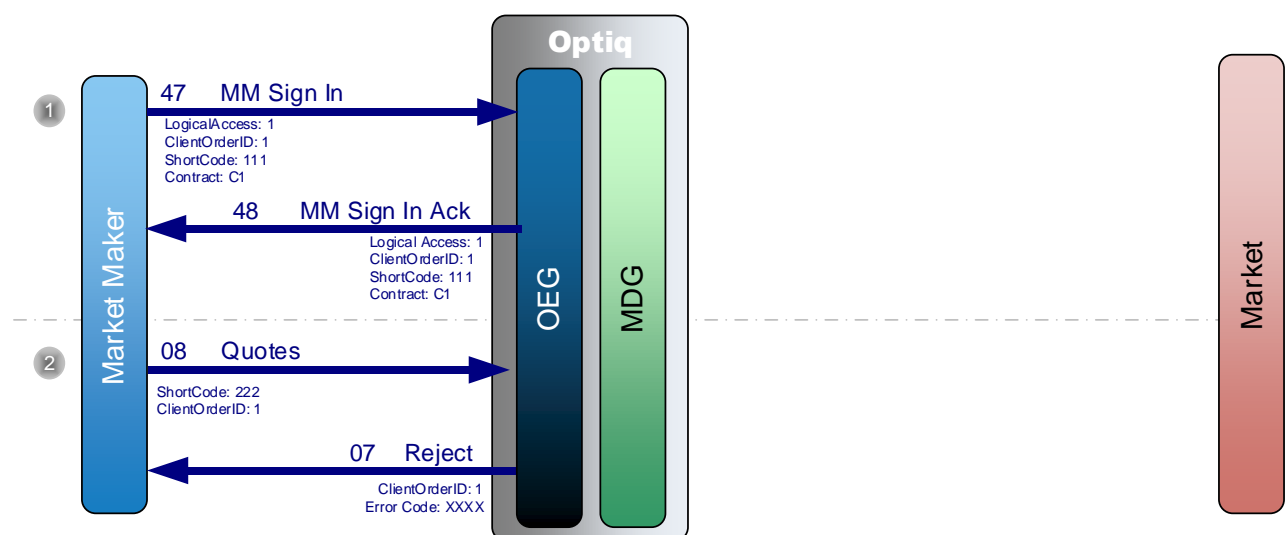 Optiq
1
47 MM Sign In
LogicalAccess: 1
ClientOrderID: 1
ShortCode: 111
Contract: C1
48 MM Sign In Ack
Logical Access: 1
ClientOrderID: 1
ShortCode: 111
Contract: C1
Market Maker
OEG
MDG
Market
2
08 Quotes
ShortCode: 222
ClientOrderID: 1
07 Reject
ClientOrderID: 1
Error Code: XXXX